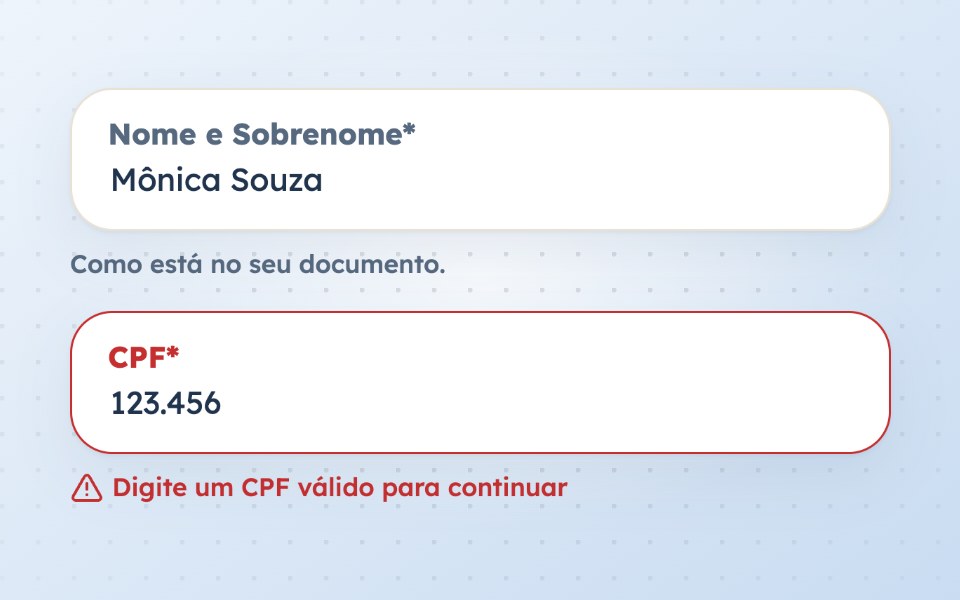 Nome e Sobrenome*
Mônica Souza
Como está no seu documento.
CPF*
123.456
Digite um CPF válido para continuar